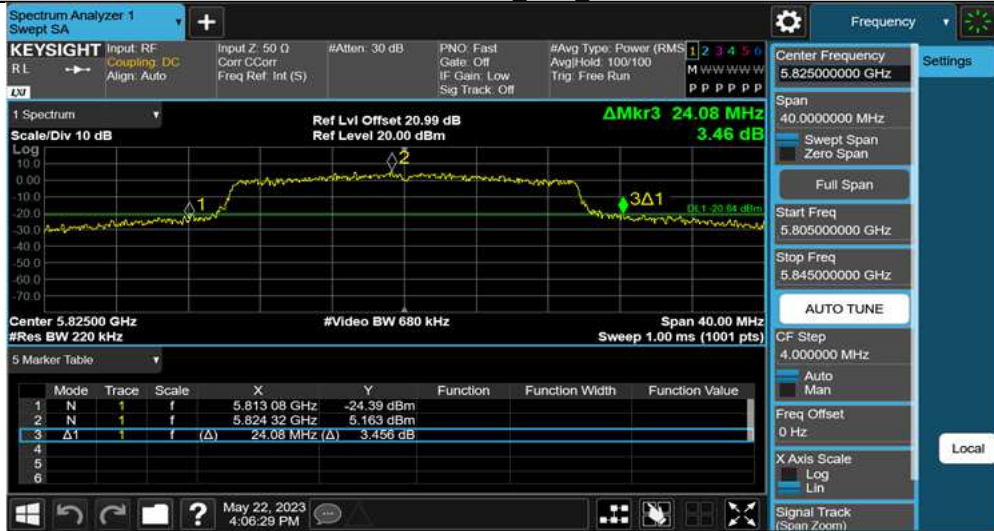 Spectrum Analyzer 1
Swept SA
+
Frequency
KEYSIGHT
RL
LXI
Input: RF
Coupling: DC
Align: Auto
Input Z: 50 Ω
Corr CCorr
Freq Ref: Int (S)
#Atten: 30 dB
PNO: Fast
Gate: Off
IF Gain: Low
Sig Track: Off
#Avg Type: Power (RMS
Avg|Hold: 100/100
Trig: Free Run
1 2 3 4 5 6
M W W W W W
P P P P P P
1 Spectrum
Scale/Div 10 dB
Ref Lvl Offset 20.99 dB
Ref Level 20.00 dBm
ΔMkr3 24.08 MHz
3.46 dB
Log
10.0
0.00
-10.0
-20.0
-30.0
-40.0
-50.0
-60.0
-70.0
1
2
3Δ1
DL1 -20.84 dBm
Center 5.82500 GHz
#Video BW 680 kHz
Span 40.00 MHz
#Res BW 220 kHz
Sweep 1.00 ms (1001 pts)
5 Marker Table
Mode Trace Scale X Y Function Function Width Function Value
1 N 1 f 5.813 08 GHz -24.39 dBm
2 N 1 f 5.824 32 GHz 5.163 dBm
3 Δ1 1 f (Δ) 24.08 MHz (Δ) 3.456 dB
4
5
6
?
May 22, 2023
4:06:29 PM
Center Frequency
5.825000000 GHz
Span
40.0000000 MHz
Swept Span
Zero Span
Full Span
Start Freq
5.805000000 GHz
Stop Freq
5.845000000 GHz
AUTO TUNE
CF Step
4.000000 MHz
Auto
Man
Freq Offset
0 Hz
X Axis Scale
Log
Lin
Signal Track
(Span Zoom)
Settings
Local